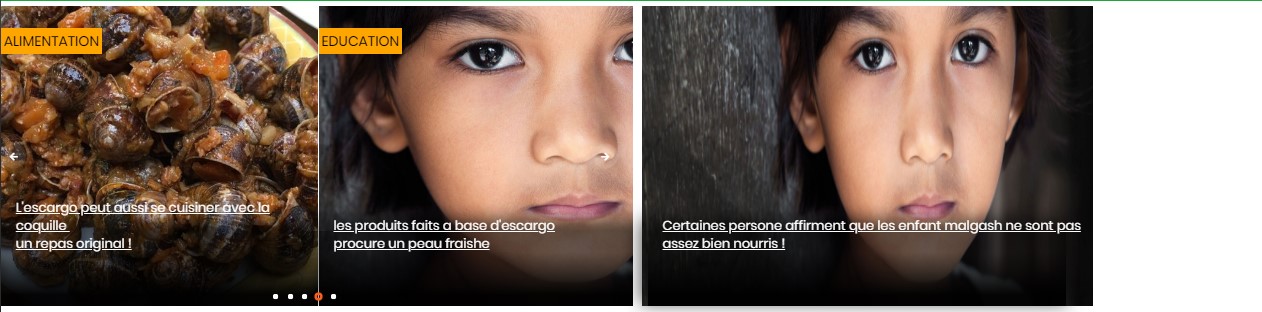 ALIMENTATION
L'escargo peut aussi se cuisiner avec la
coquille
un repas original !
EDUCATION
les produits faits a base d'escargo
procure un peau fraishe
Certaines persone affirment que les enfant malgash ne sont pas
assez bien nourris !